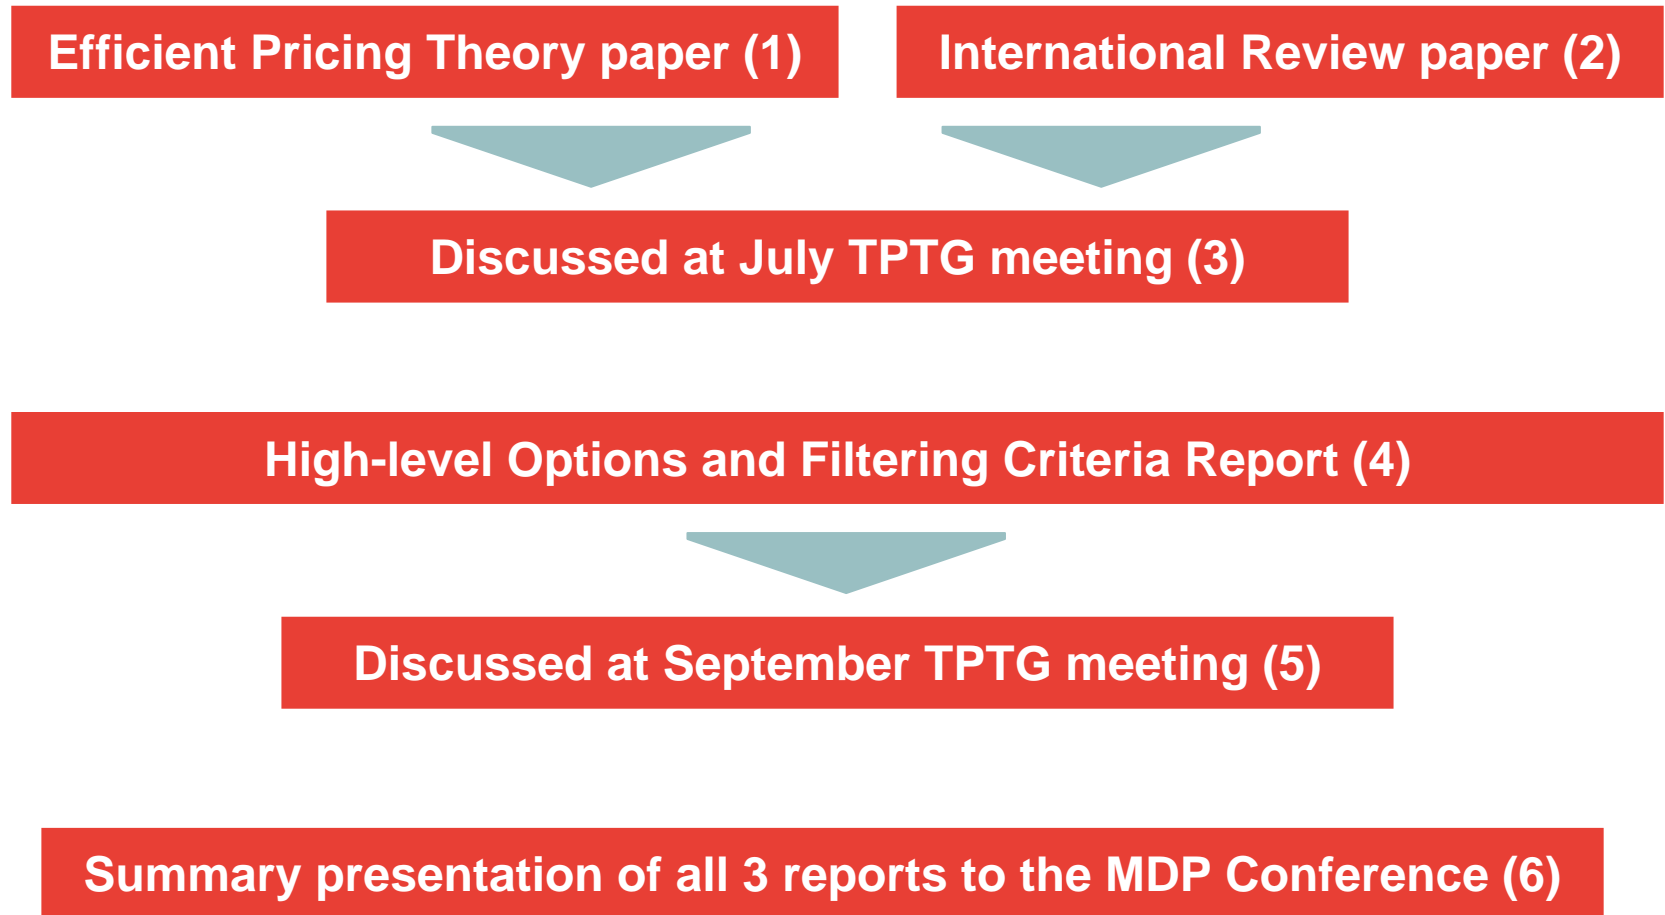 Efficient Pricing Theory paper (1)
International Review paper (2)
Discussed at July TPTG meeting (3)
High-level Options and Filtering Criteria Report (4)
Discussed at September TPTG meeting (5)
Summary presentation of all 3 reports to the MDP Conference (6)